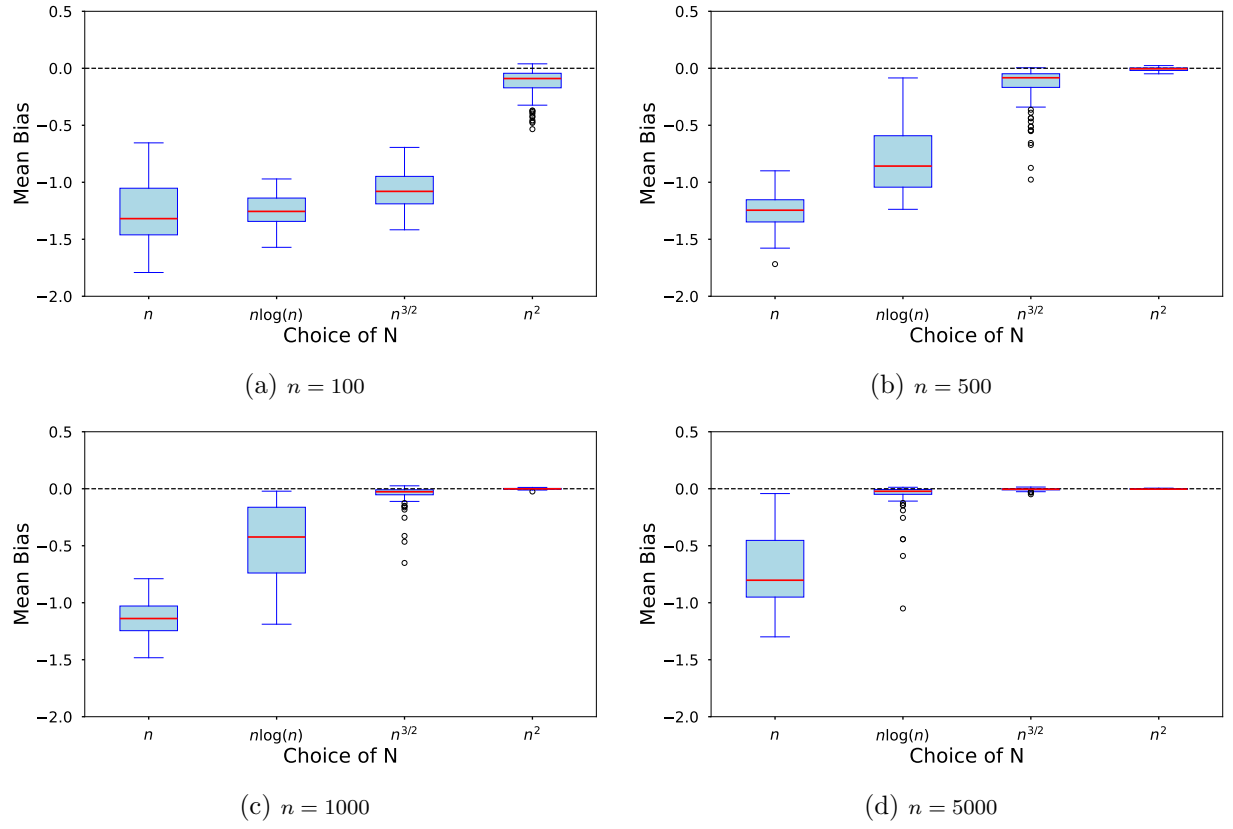 0.5
0.0
−0.5
−1.0
−1.5
−2.0
Mean Bias
n
nlog(n)
n^{3/2}
n^2
Choice of N
(a) n = 100
0.5
0.0
−0.5
−1.0
−1.5
−2.0
Mean Bias
n
nlog(n)
n^{3/2}
n^2
Choice of N
(b) n = 500
0.5
0.0
−0.5
−1.0
−1.5
−2.0
Mean Bias
n
nlog(n)
n^{3/2}
n^2
Choice of N
(c) n = 1000
0.5
0.0
−0.5
−1.0
−1.5
−2.0
Mean Bias
n
nlog(n)
n^{3/2}
n^2
Choice of N
(d) n = 5000